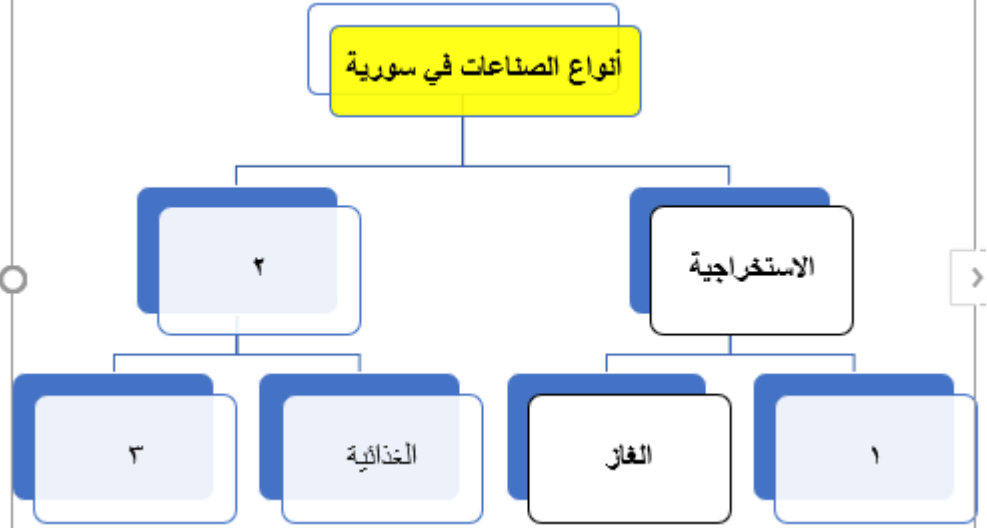 أنواع الصناعات في سورية
الاستخراجية
٢
١
الغاز
الغذائية
٣